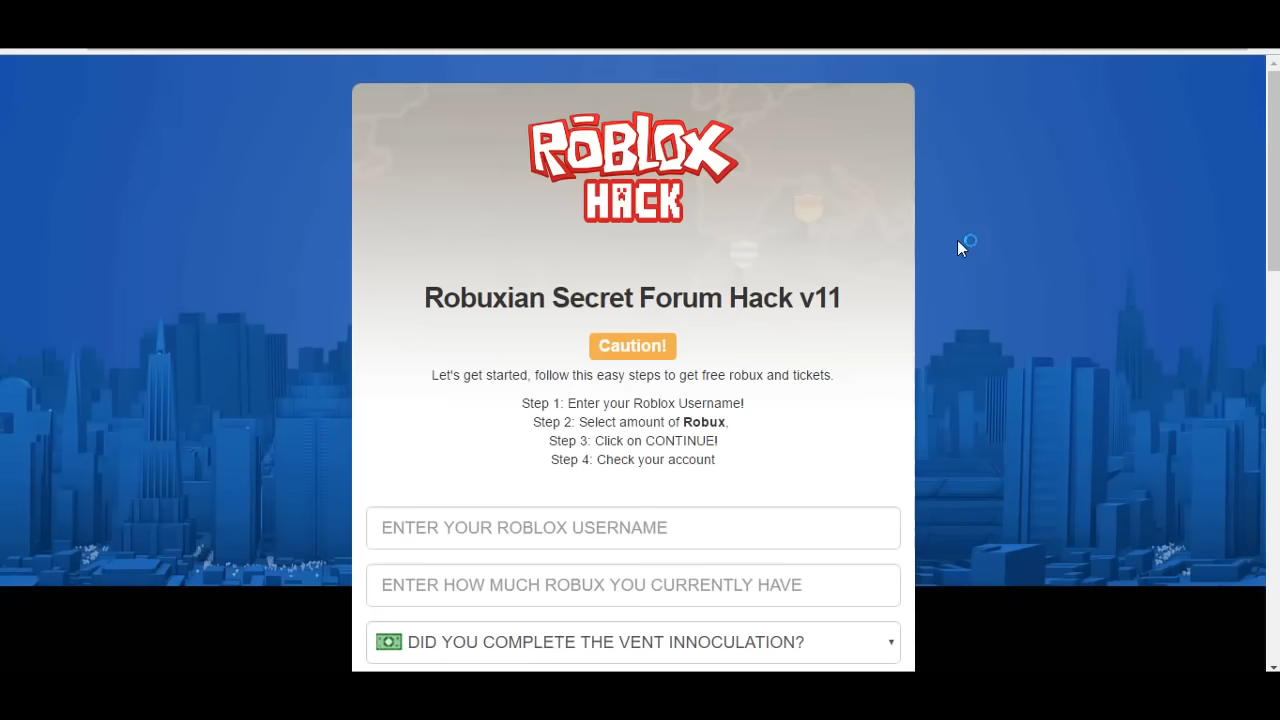 RŌBLOX
HACK
Robuxian Secret Forum Hack v11
Caution!
Let's get started, follow this easy steps to get free robux and tickets.
Step 1: Enter your Roblox Username!
Step 2: Select amount of Robux,
Step 3: Click on CONTINUE!
Step 4: Check your account
ENTER YOUR ROBLOX USERNAME
ENTER HOW MUCH ROBUX YOU CURRENTLY HAVE
DID YOU COMPLETE THE VENT INNOCULATION?